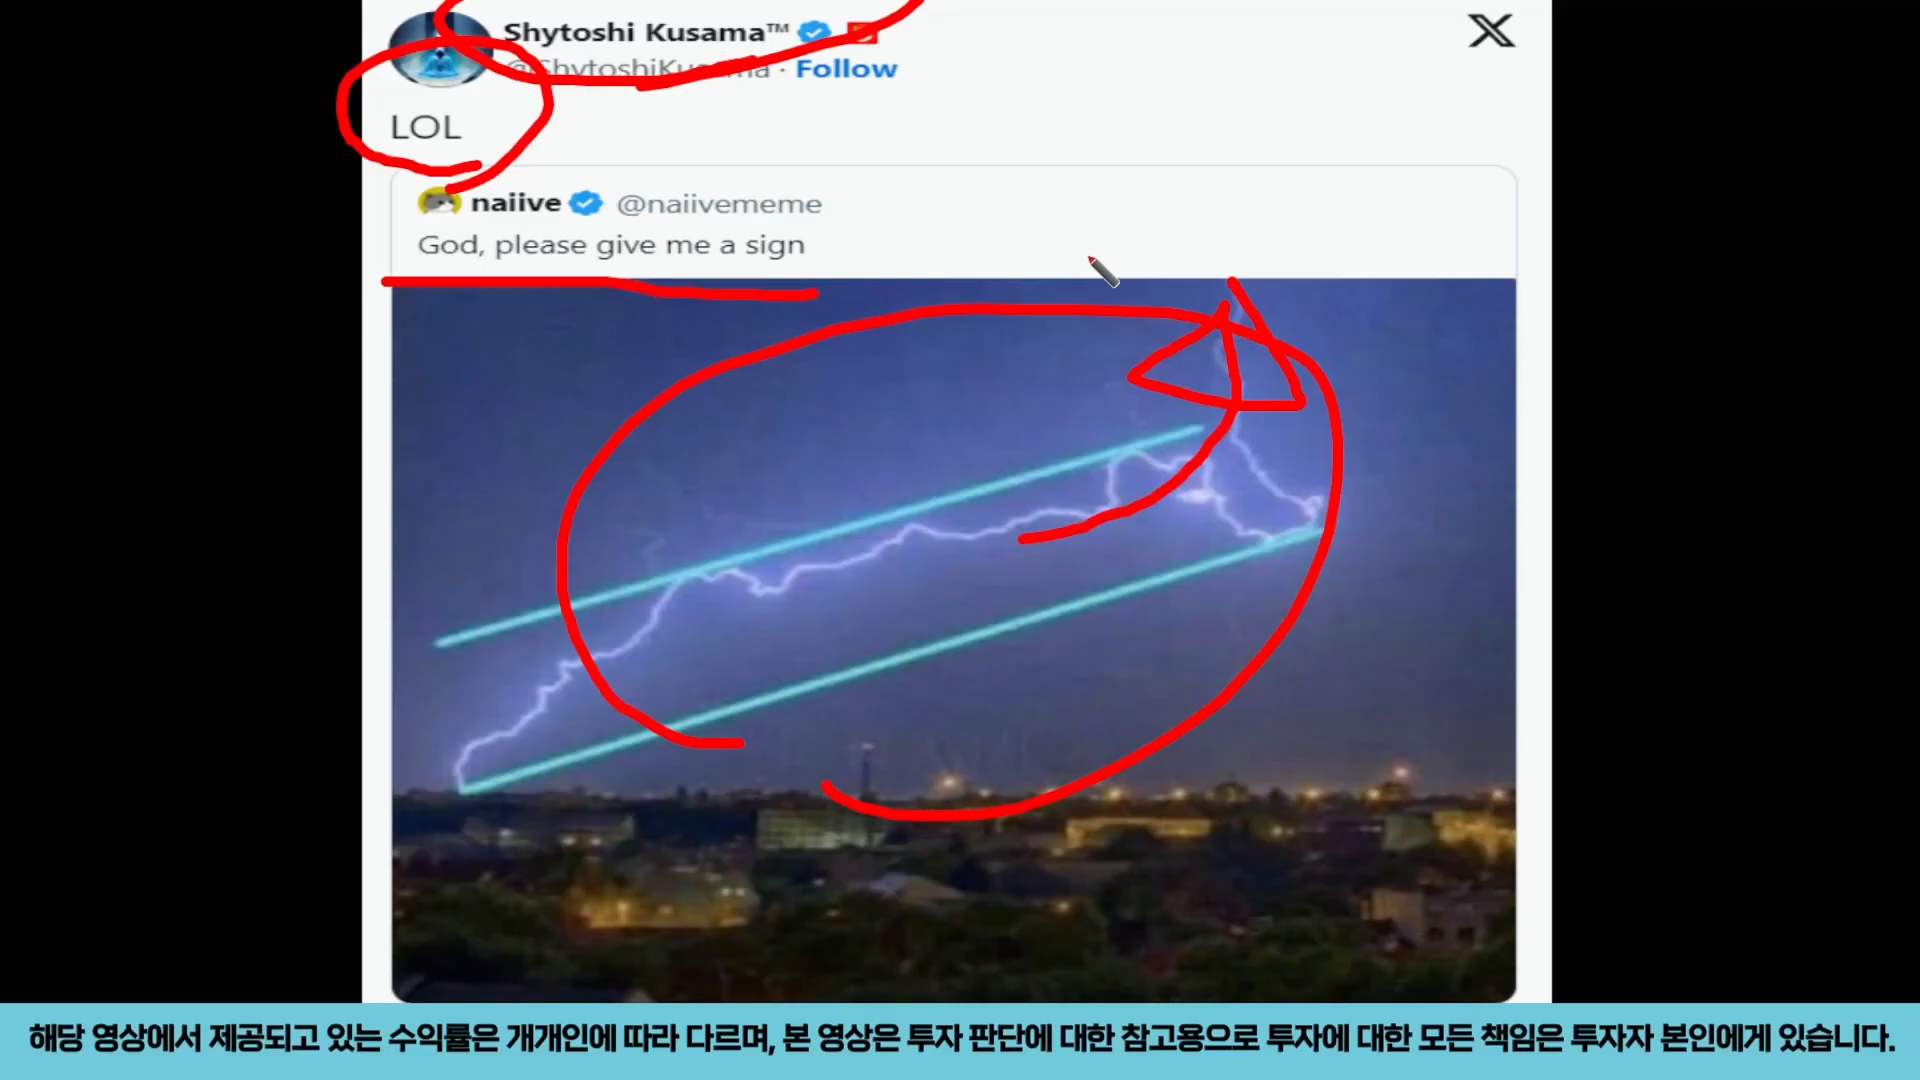 Shytoshi Kusama™
@ShytoshiKusama · Follow
LOL
naiive @naiivememe
God, please give me a sign
해당 영상에서 제공되고 있는 수익률은 개개인에 따라 다르며, 본 영상은 투자 판단에 대한 참고용으로 투자에 대한 모든 책임은 투자자 본인에게 있습니다.